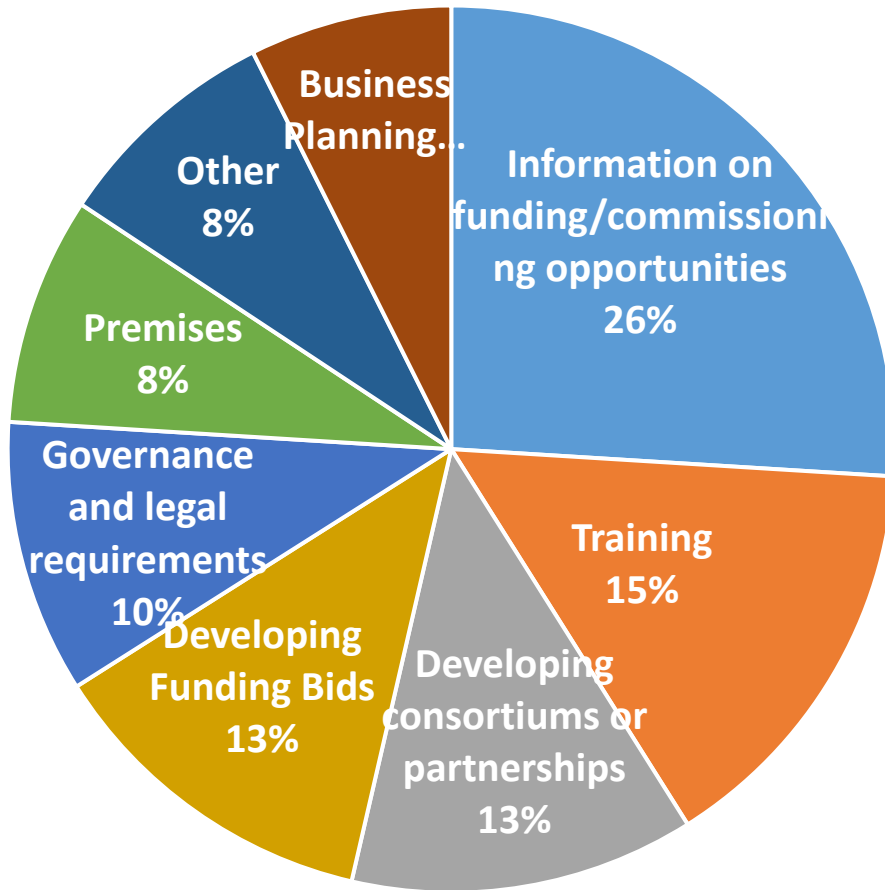 Information on
funding/commissioni
ng opportunities
26%
Training
15%
Developing
consortiums or
partnerships
13%
Developing
Funding Bids
13%
Governance
and legal
requirements
10%
Premises
8%
Other
8%
Business
Planning...